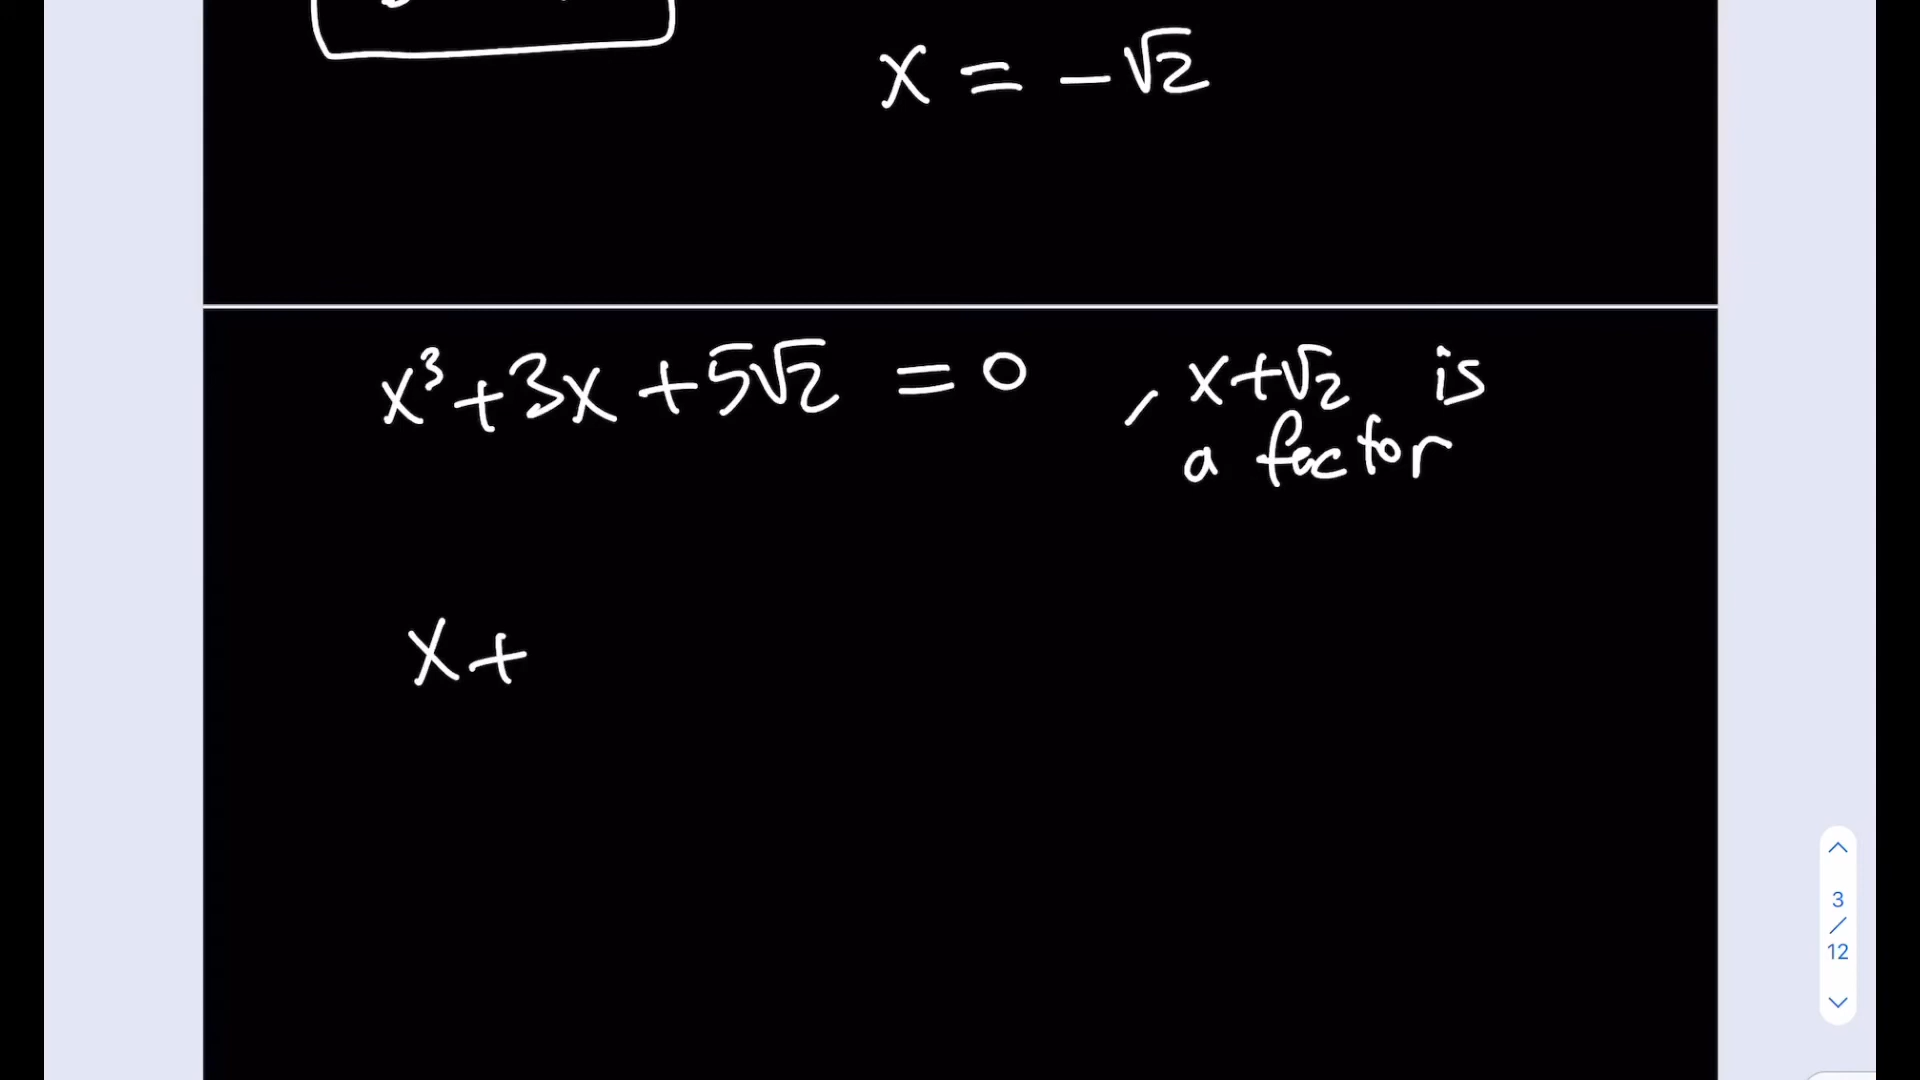 x = -√2
x³ + 3x + 5√2 = 0 , x+√2 is
a factor
x +
3
/
12